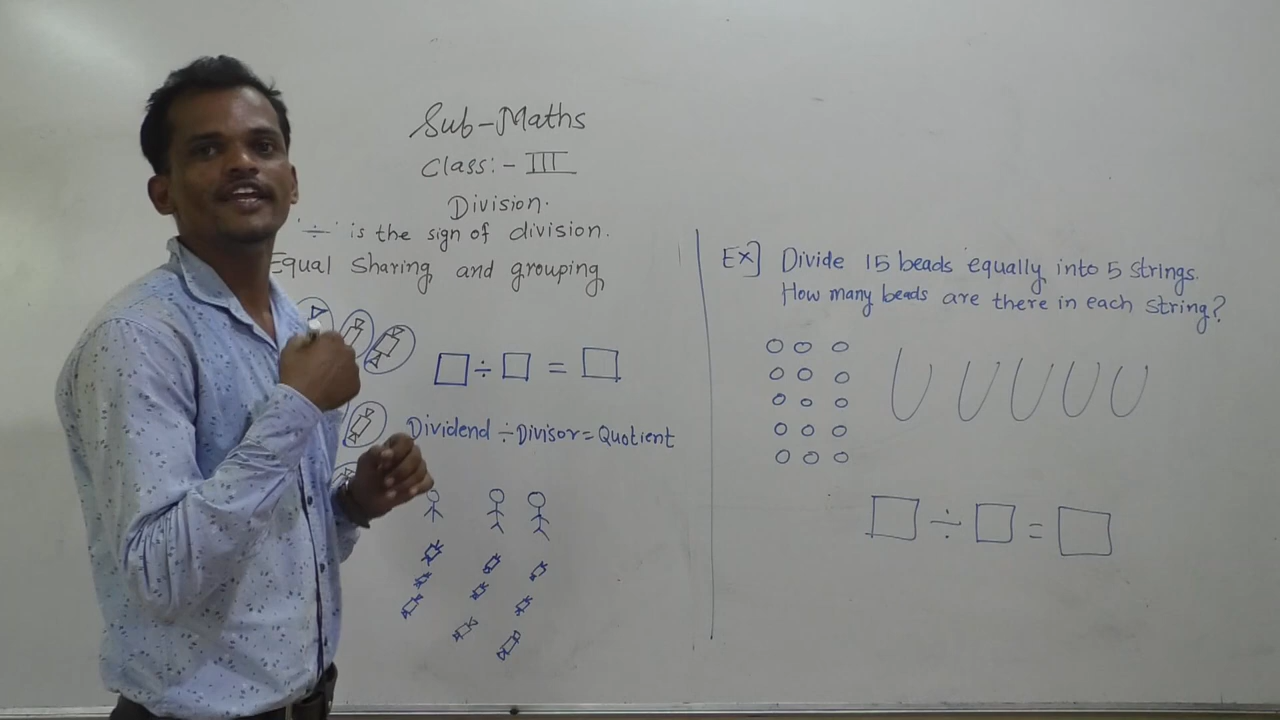 Sub-Maths
Class:- III
Division.
'÷' is the sign of division.
Equal Sharing and grouping
□ ÷ □ = □
Dividend ÷ Divisor = Quotient
Ex] Divide 15 beads equally into 5 strings.
How many beads are there in each string?
□ ÷ □ = □